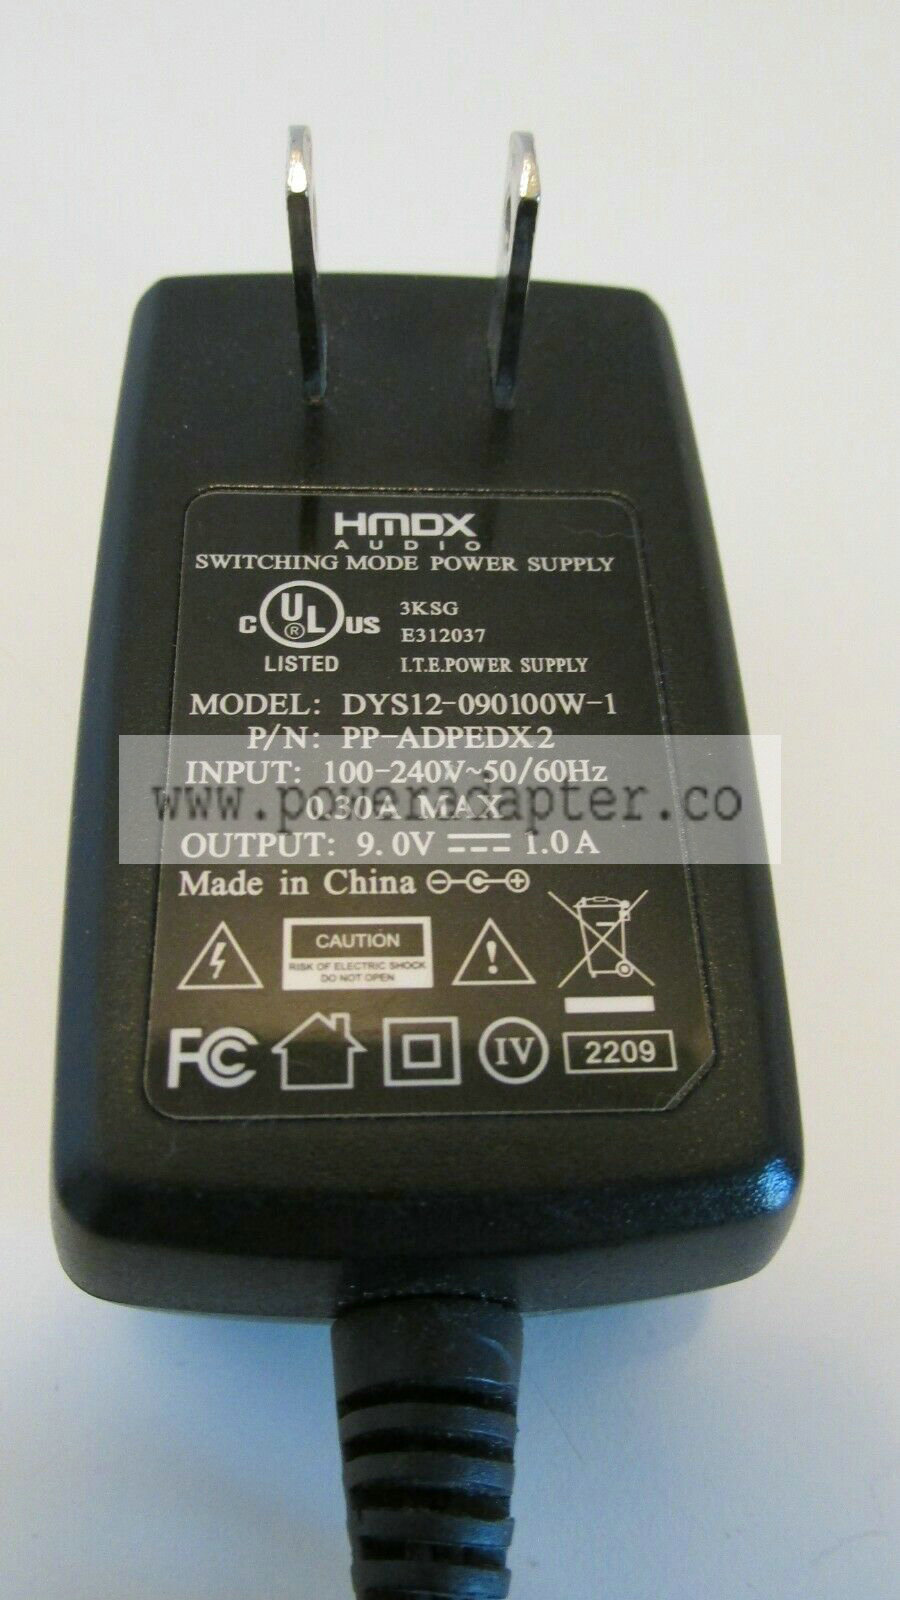 HMDX
AUDIO
SWITCHING MODE POWER SUPPLY
C UL® US
LISTED
3KSG
E312037
I.T.E.POWER SUPPLY
MODEL: DYS12-090100W-1
P/N: PP-ADPEDX2
INPUT: 100-240V~50/60Hz
0.30A MAX
www.poweradapter.co
OUTPUT: 9.0V ⎓ 1.0A
Made in China
CAUTION
RISK OF ELECTRIC SHOCK
DO NOT OPEN
FC
IV
2209